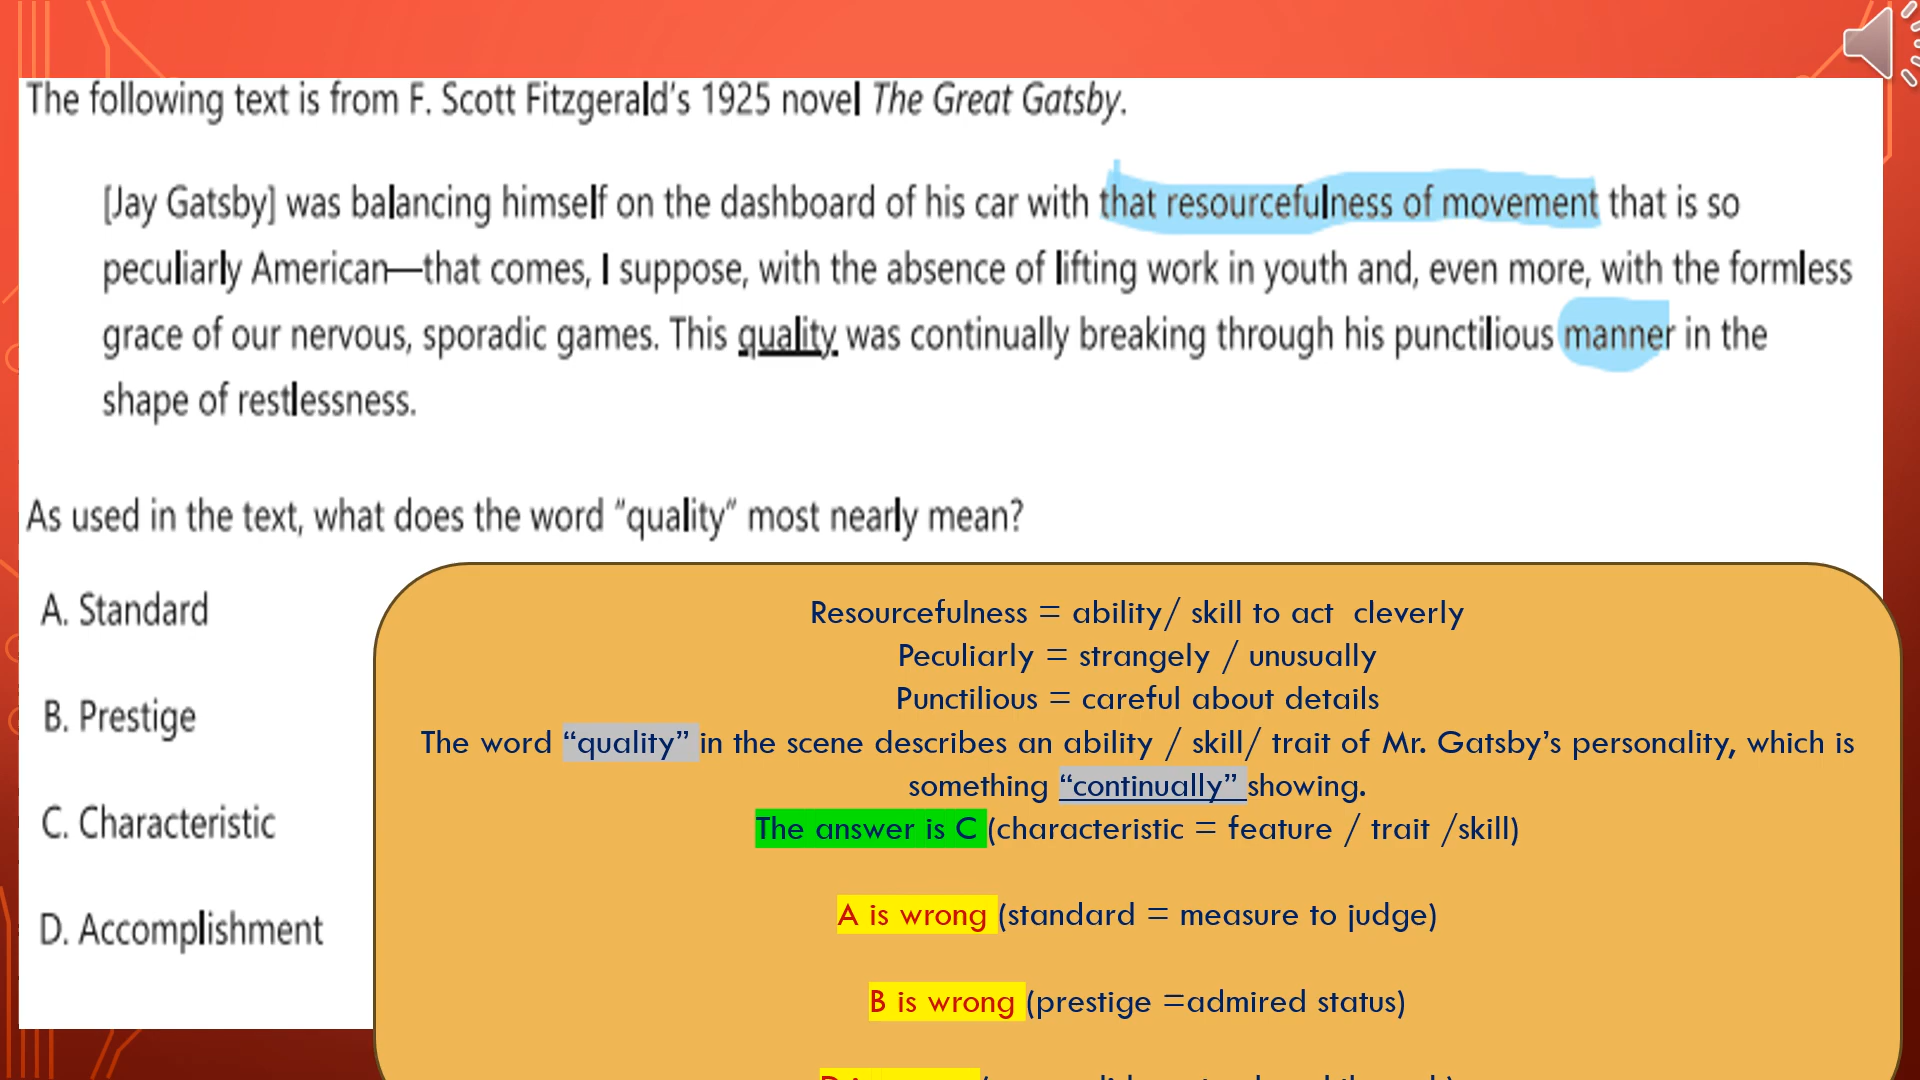 The following text is from F. Scott Fitzgerald's 1925 novel The Great Gatsby.
[Jay Gatsby] was balancing himself on the dashboard of his car with that resourcefulness of movement that is so
peculiarly American—that comes, I suppose, with the absence of lifting work in youth and, even more, with the formless
grace of our nervous, sporadic games. This quality was continually breaking through his punctilious manner in the
shape of restlessness.
As used in the text, what does the word "quality" most nearly mean?
A. Standard
B. Prestige
C. Characteristic
D. Accomplishment
Resourcefulness = ability/ skill to act  cleverly
Peculiarly = strangely / unusually
Punctilious = careful about details
The word “quality” in the scene describes an ability / skill/ trait of Mr. Gatsby’s personality, which is
something “continually” showing.
The answer is C (characteristic = feature / trait /skill)
A is wrong (standard = measure to judge)
B is wrong (prestige =admired status)